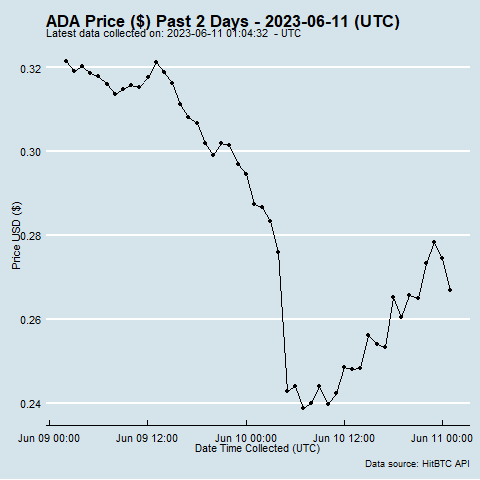 ADA Price ($) Past 2 Days - 2023-06-11 (UTC)
Latest data collected on: 2023-06-11 01:04:32  - UTC
0.32
0.30
0.28
0.26
0.24
Price USD ($)
Jun 09 00:00 Jun 09 12:00 Jun 10 00:00 Jun 10 12:00 Jun 11 00:00
Date Time Collected (UTC)
Data source: HitBTC API